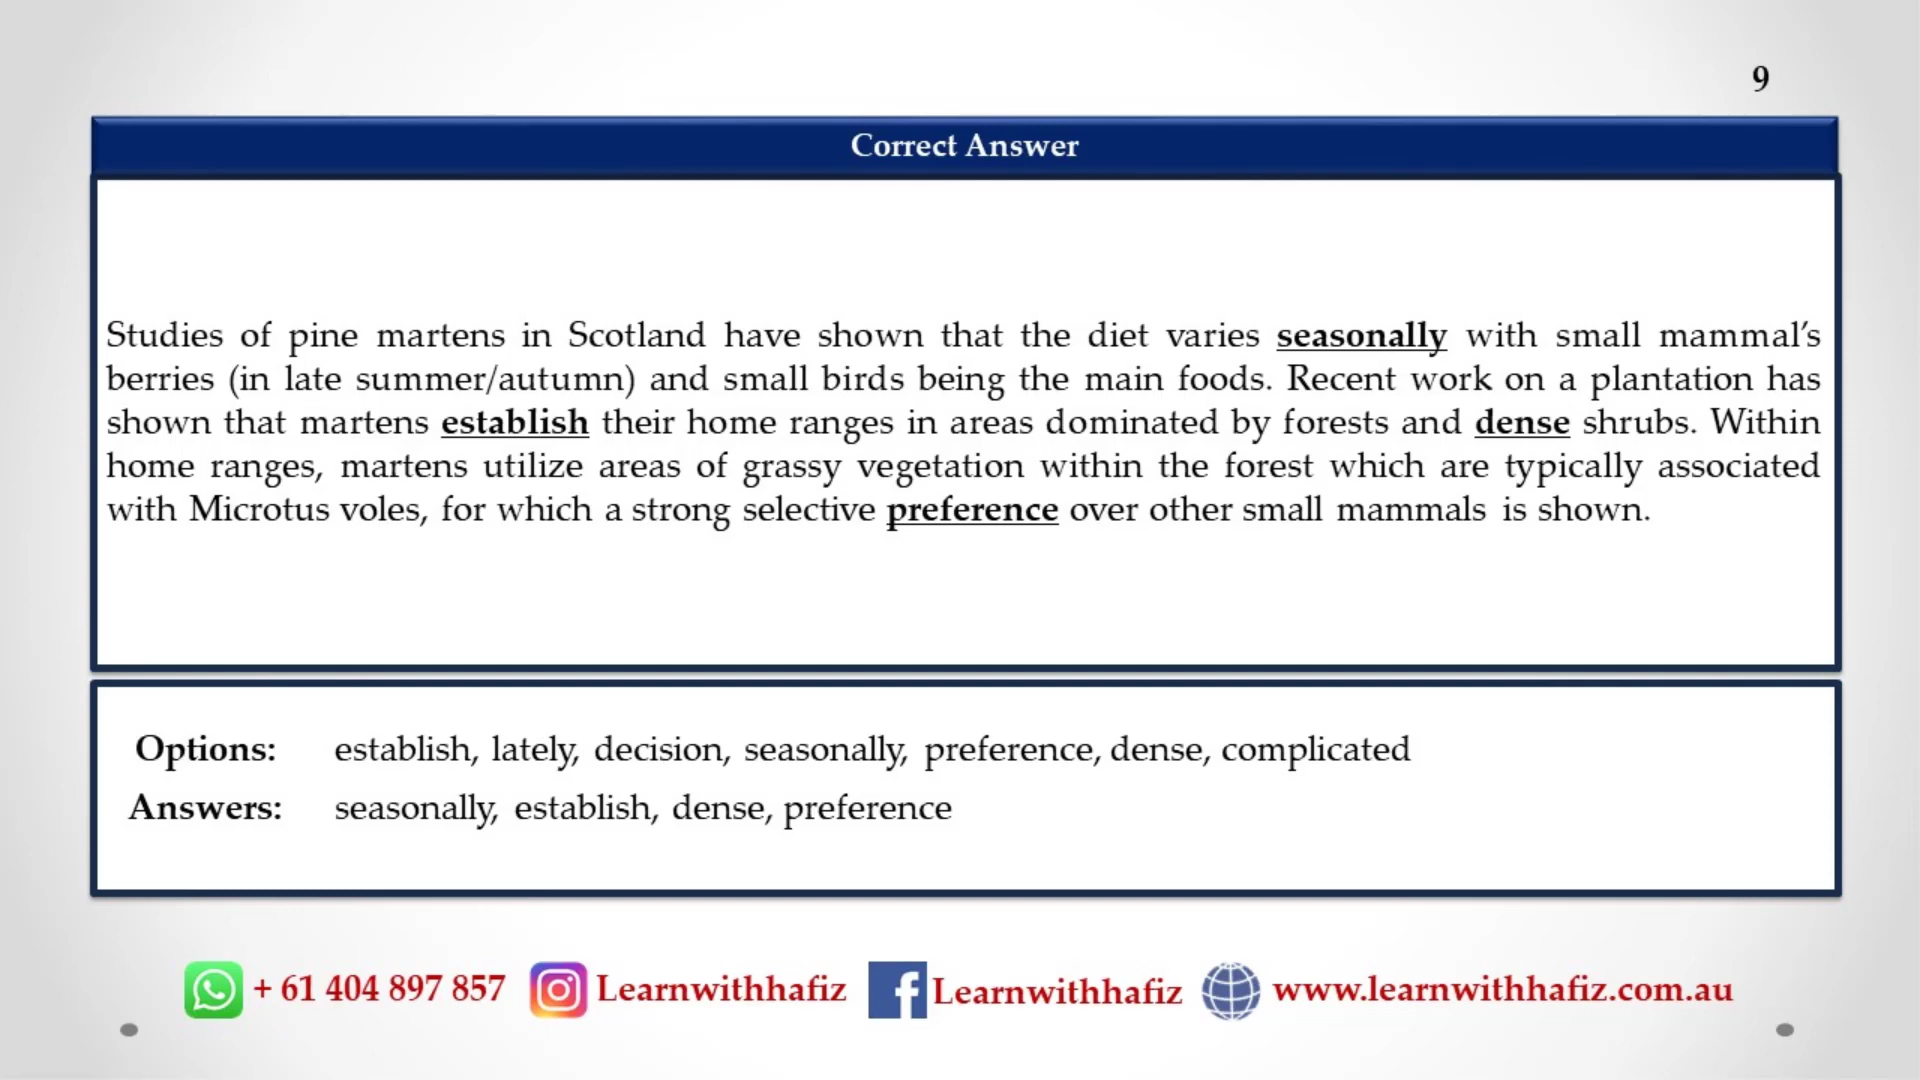 9
Correct Answer
Studies of pine martens in Scotland have shown that the diet varies seasonally with small mammal’s
berries (in late summer/autumn) and small birds being the main foods. Recent work on a plantation has
shown that martens establish their home ranges in areas dominated by forests and dense shrubs. Within
home ranges, martens utilize areas of grassy vegetation within the forest which are typically associated
with Microtus voles, for which a strong selective preference over other small mammals is shown.
Options: establish, lately, decision, seasonally, preference, dense, complicated
Answers: seasonally, establish, dense, preference
+ 61 404 897 857 Learnwithhafiz Learnwithhafiz www.learnwithhafiz.com.au